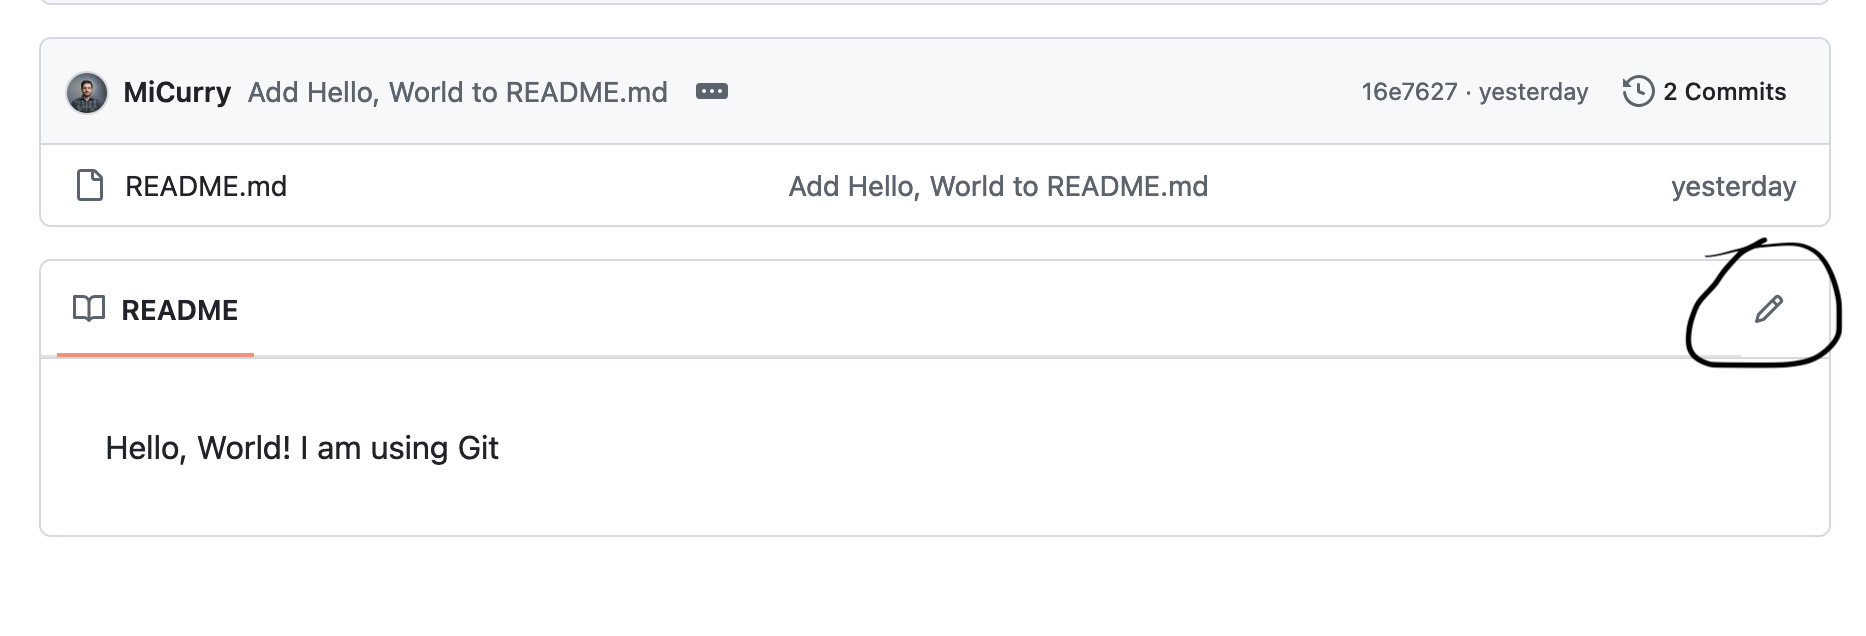 MiCurry Add Hello, World to README.md 16e7627 · yesterday 2 Commits
README.md Add Hello, World to README.md yesterday
README
Hello, World! I am using Git